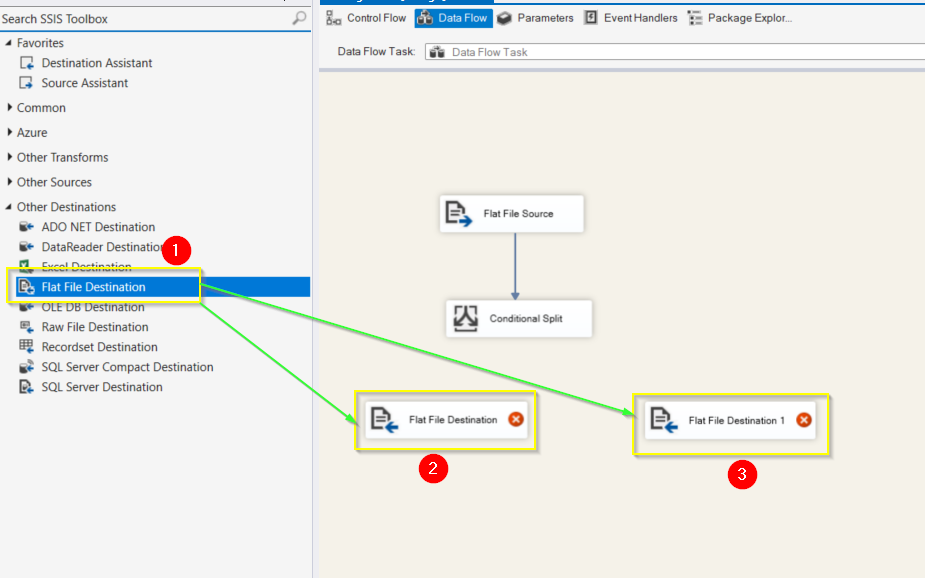 Search SSIS Toolbox
Favorites
Destination Assistant
Source Assistant
Common
Azure
Other Transforms
Other Sources
Other Destinations
ADO NET Destination
DataReader Destination
1
Excel Destination
Flat File Destination
OLE DB Destination
Raw File Destination
Recordset Destination
SQL Server Compact Destination
SQL Server Destination
Control Flow Data Flow Parameters Event Handlers Package Explor...
Data Flow Task: Data Flow Task
Flat File Source
Conditional Split
Flat File Destination Flat File Destination 1
2 3